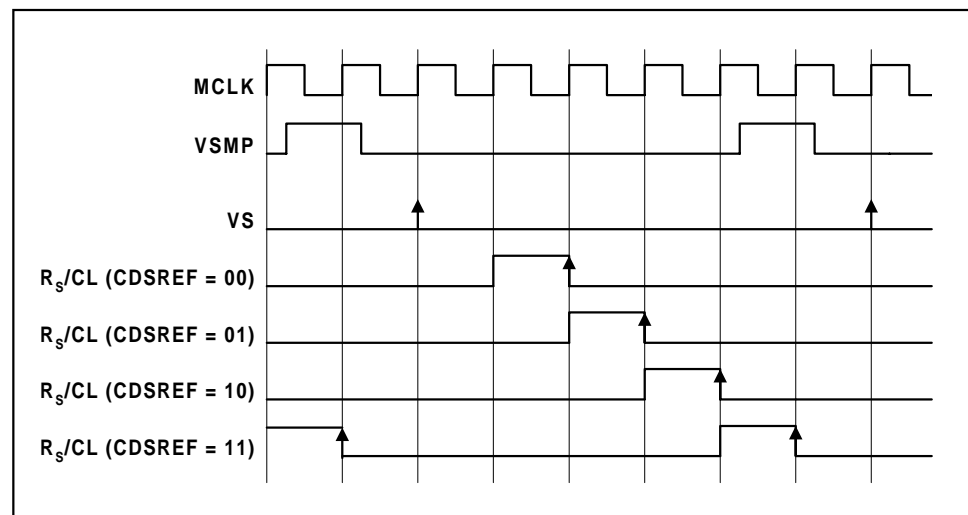 MCLK
VSMP
VS
RS/CL (CDSREF = 00)
RS/CL (CDSREF = 01)
RS/CL (CDSREF = 10)
RS/CL (CDSREF = 11)